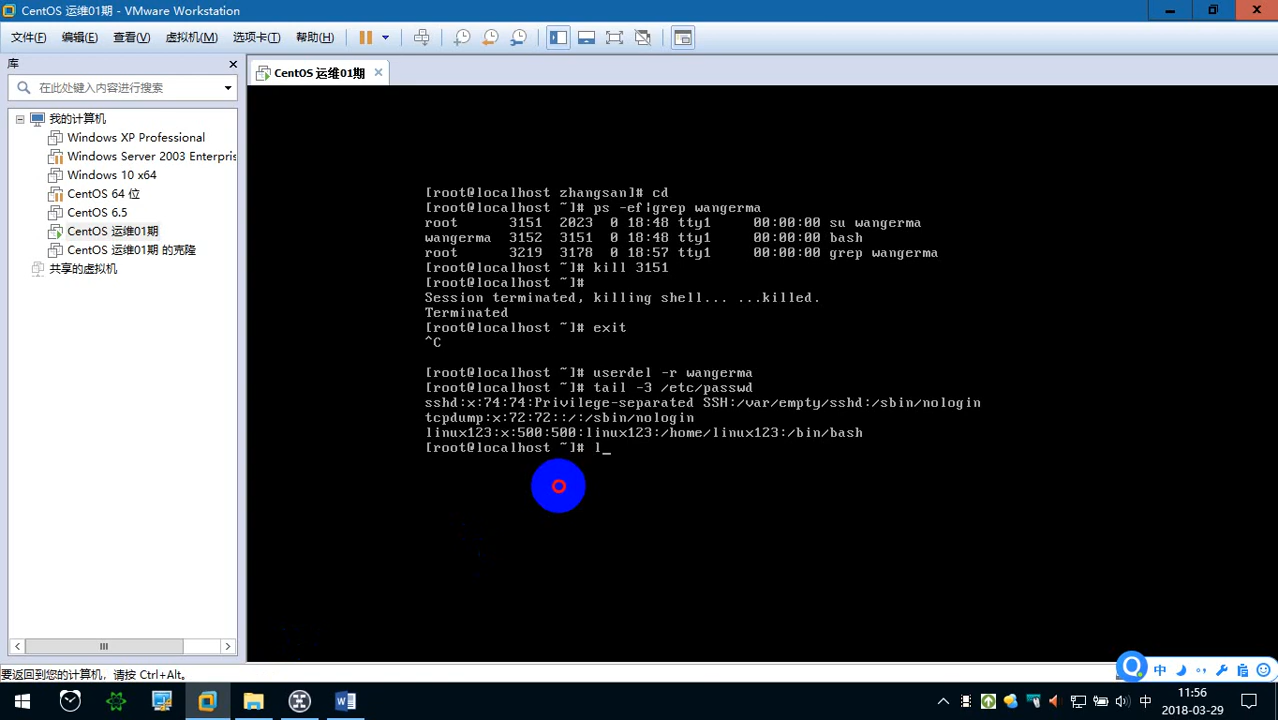 CentOS 运维01期 - VMware Workstation
文件(F) 编辑(E) 查看(V) 虚拟机(M) 选项卡(T) 帮助(H)
库
在此处键入内容进行搜索
我的计算机
Windows XP Professional
Windows Server 2003 Enterpris
Windows 10 x64
CentOS 64 位
CentOS 6.5
CentOS 运维01期
CentOS 运维01期 的克隆
共享的虚拟机
CentOS 运维01期
[root@localhost zhangsan]# cd
[root@localhost ~]# ps -ef|grep wangerma
root 3151 2023 0 18:48 tty1 00:00:00 su wangerma
wangerma 3152 3151 0 18:48 tty1 00:00:00 bash
root 3219 3178 0 18:57 tty1 00:00:00 grep wangerma
[root@localhost ~]# kill 3151
[root@localhost ~]#
Session terminated, killing shell... ...killed.
Terminated
[root@localhost ~]# exit
^C
[root@localhost ~]# userdel -r wangerma
[root@localhost ~]# tail -3 /etc/passwd
sshd:x:74:74:Privilege-separated SSH:/var/empty/sshd:/sbin/nologin
tcpdump:x:72:72::/:/sbin/nologin
linux123:x:500:500:linux123:/home/linux123:/bin/bash
[root@localhost ~]# l_
要返回到您的计算机，请按 Ctrl+Alt。
中
中
11:56
2018-03-29